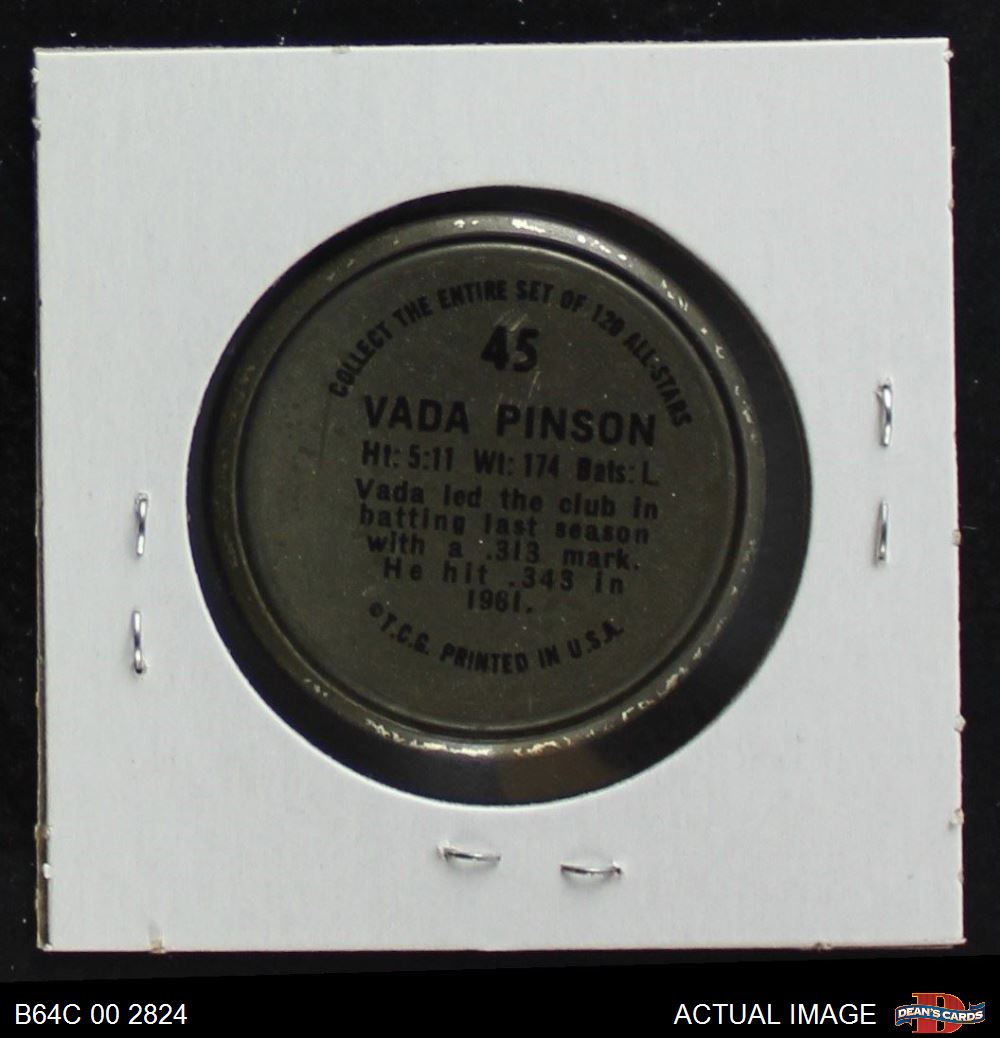 COLLECT THE ENTIRE SET OF 120 ALL-STARS
45
VADA PINSON
Ht: 5:11 Wt: 174 Bats: L
Vada led the club in
batting last season
with a .313 mark.
He hit .343 in
1961.
©T.C.G. PRINTED IN U.S.A.
B64C 00 2824
ACTUAL IMAGE
D
DEAN'S CARDS